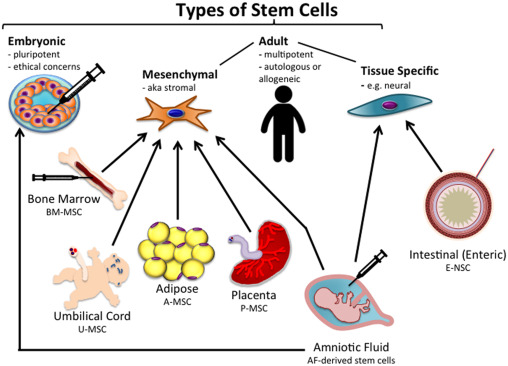 Types of Stem Cells
Embryonic
- pluripotent
- ethical concerns
Mesenchymal
- aka stromal
Adult
- multipotent
- autologous or
allogeneic
Tissue Specific
- e.g. neural
Bone Marrow
BM-MSC
Umbilical Cord
U-MSC
Adipose
A-MSC
Placenta
P-MSC
Amniotic Fluid
AF-derived stem cells
Intestinal (Enteric)
E-NSC